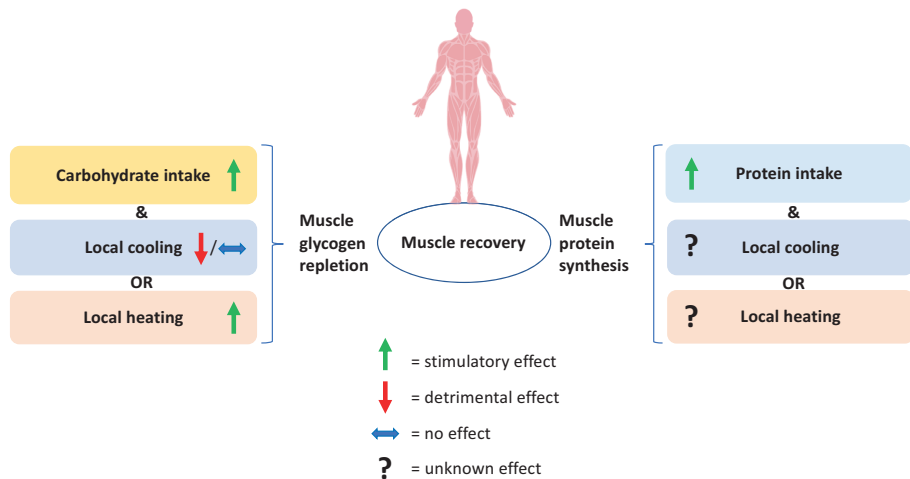 Carbohydrate intake
&
Local cooling /
OR
Local heating
Muscle
glycogen
repletion
Muscle recovery
Muscle
protein
synthesis
Protein intake
&
? Local cooling
OR
? Local heating
= stimulatory effect
= detrimental effect
= no effect
? = unknown effect